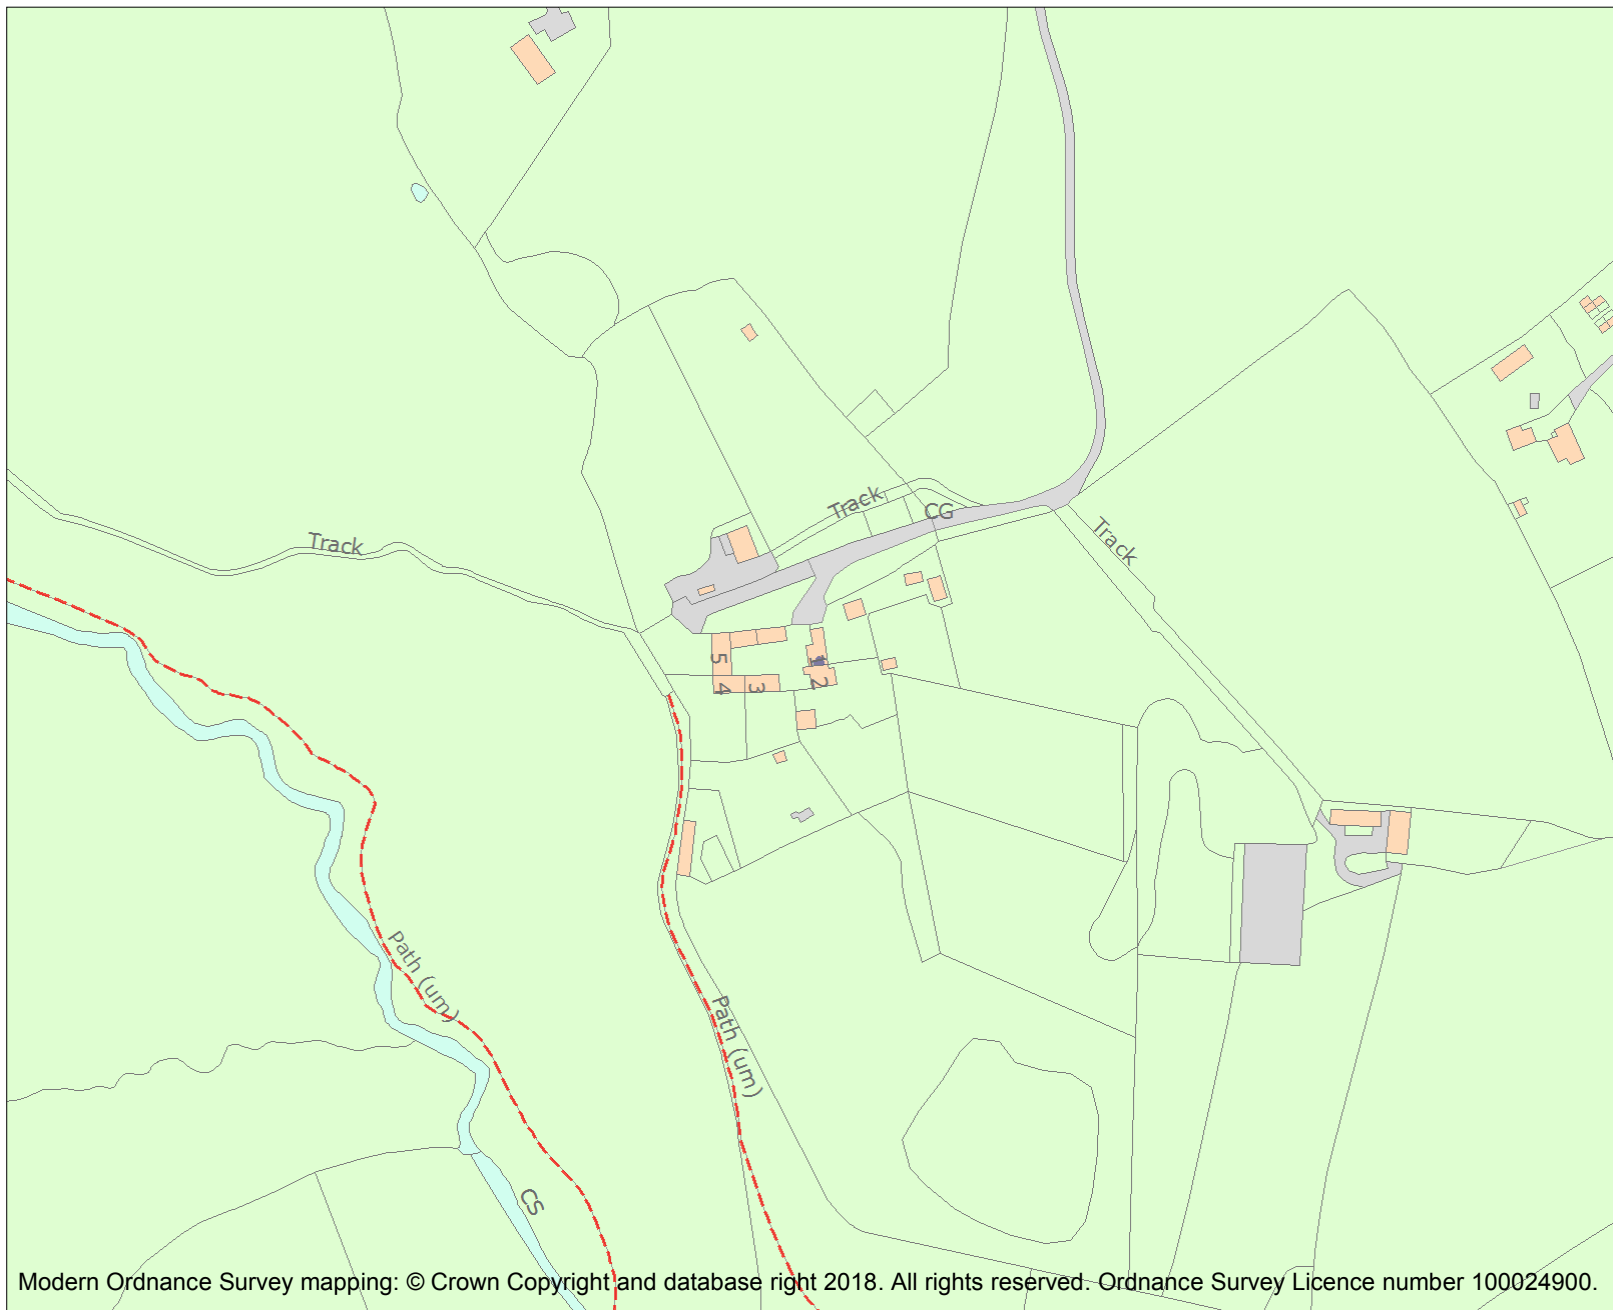 Track
CG
Track
Track
1
5
2
4
3
Path (um)
Path (um)
CS
Modern Ordnance Survey mapping: © Crown Copyright and database right 2018. All rights reserved. Ordnance Survey Licence number 100024900.